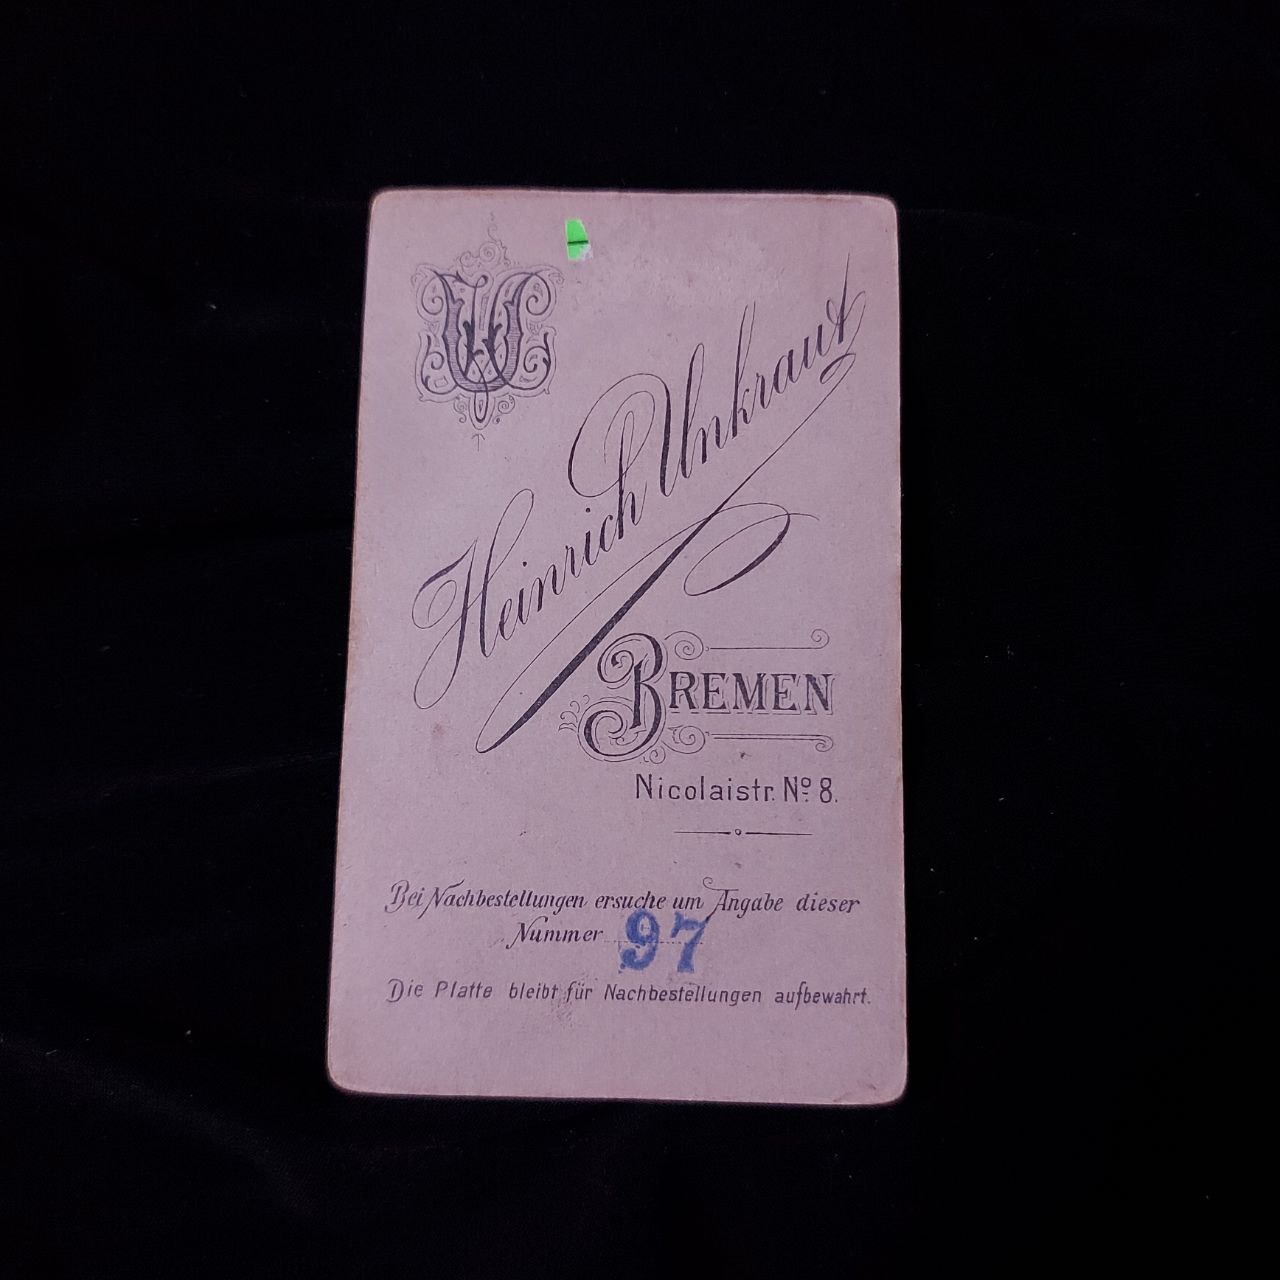 Heinrich Unkraut
BREMEN
Nicolaistr. Nº 8.
Bei Nachbestellungen ersuche um Angabe dieser
Nummer 97
Die Platte bleibt für Nachbestellungen aufbewahrt.